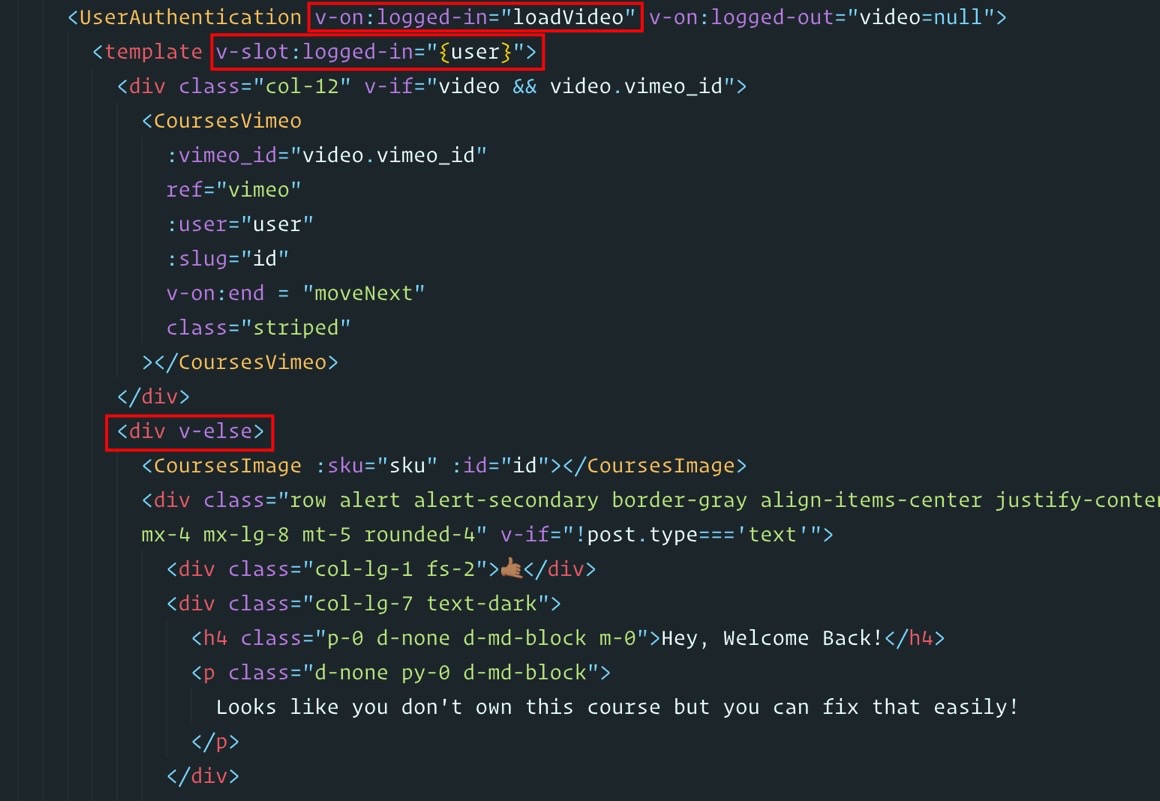 <UserAuthentication v-on:logged-in="loadVideo" v-on:logged-out="video=null">
<template v-slot:logged-in="{user}">
<div class="col-12" v-if="video && video.vimeo_id">
<CoursesVimeo
:vimeo_id="video.vimeo_id"
ref="vimeo"
:user="user"
:slug="id"
v-on:end = "moveNext"
class="striped"
></CoursesVimeo>
</div>
<div v-else>
<CoursesImage :sku="sku" :id="id"></CoursesImage>
<div class="row alert alert-secondary border-gray align-items-center justify-conte
mx-4 mx-lg-8 mt-5 rounded-4" v-if="!post.type==='text'">
<div class="col-lg-1 fs-2">🤙🏽</div>
<div class="col-lg-7 text-dark">
<h4 class="p-0 d-none d-md-block m-0">Hey, Welcome Back!</h4>
<p class="d-none py-0 d-md-block">
Looks like you don't own this course but you can fix that easily!
</p>
</div>